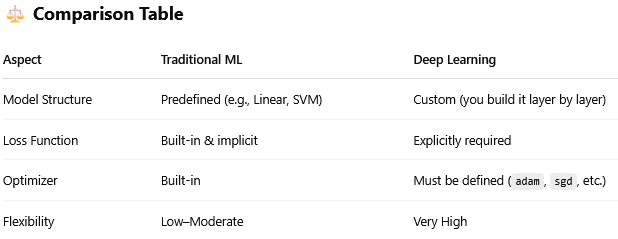 ⚖️ Comparison Table
Aspect Traditional ML Deep Learning
Model Structure Predefined (e.g., Linear, SVM) Custom (you build it layer by layer)
Loss Function Built-in & implicit Explicitly required
Optimizer Built-in Must be defined (adam, sgd, etc.)
Flexibility Low–Moderate Very High